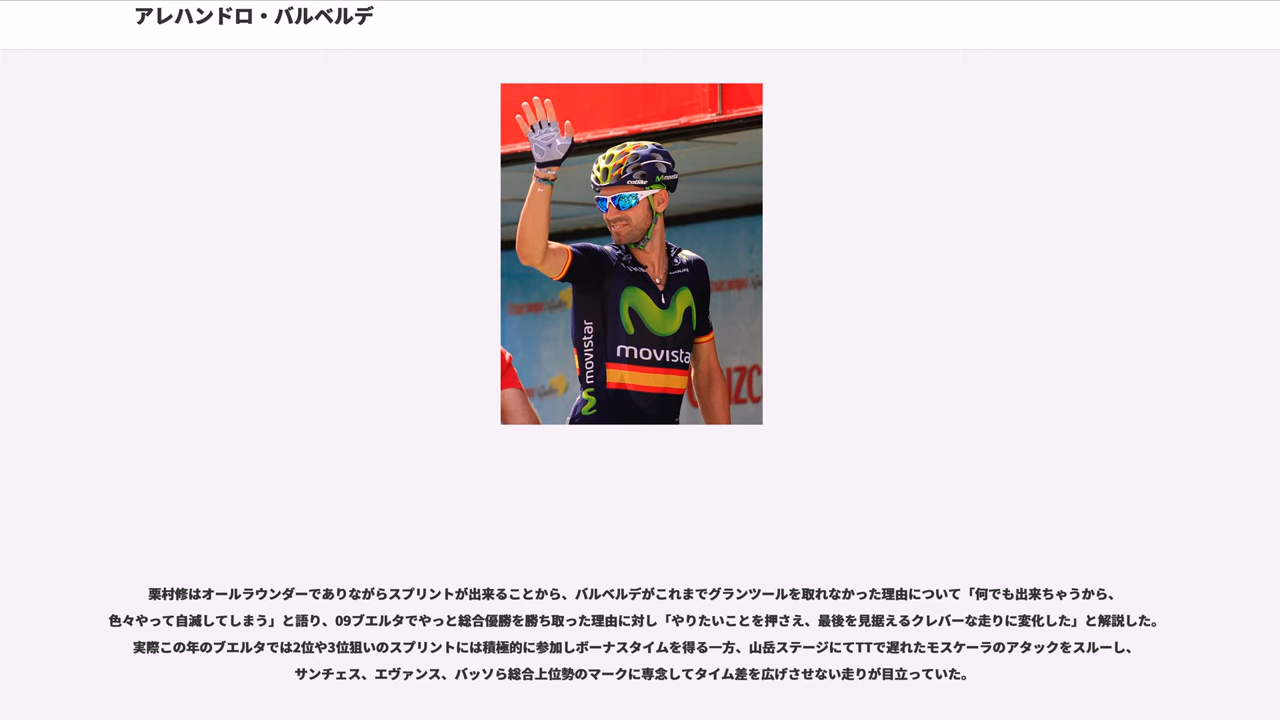 アレハンドロ・バルベルデ
catlike
movistar
movista
栗村修はオールラウンダーでありながらスプリントが出来ることから、バルベルデがこれまでグランツールを取れなかった理由について「何でも出来ちゃうから、
色々やって自滅してしまう」と語り、09ブエルタでやっと総合優勝を勝ち取った理由に対し「やりたいことを押さえ、最後を見据えるクレバーな走りに変化した」と解説した。
実際この年のブエルタでは2位や3位狙いのスプリントには積極的に参加しボーナスタイムを得る一方、山岳ステージにてTTで遅れたモスケーラのアタックをスルーし、
サンチェス、エヴァンス、バッソら総合上位勢のマークに専念してタイム差を広げさせない走りが目立っていた。